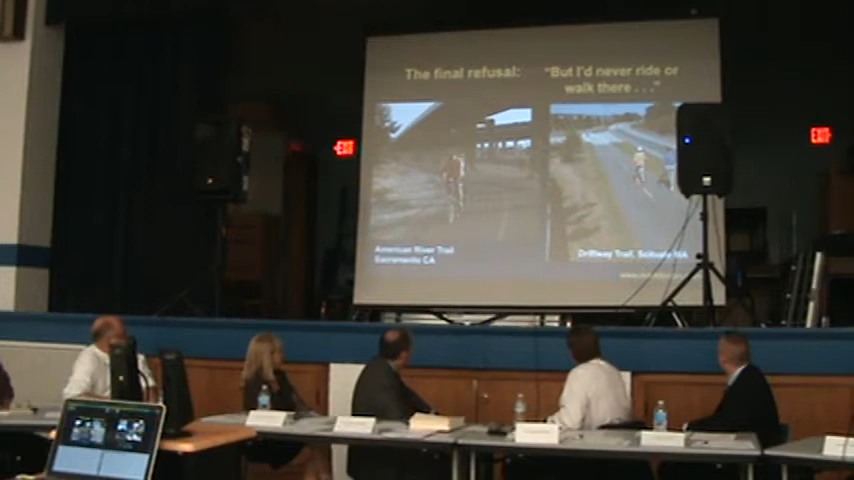 The final refusal:
"But I'd never ride or
walk there . . ."
American River Trail
Sacramento CA
Driftway Trail, Scituate MA
EXIT
EXIT